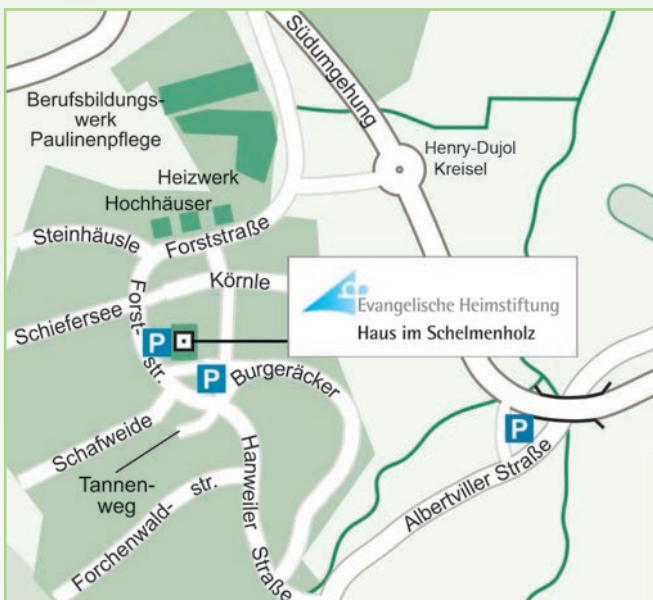 Südumgehung
Berufsbildungs-
werk
Paulinenpflege
Henry-Dujol
Kreisel
Heizwerk
Hochhäuser
Steinhäusle
Forststraße
Körnle
Schiefersee
Forst-
str.
Evangelische Heimstiftung
Haus im Schelmenholz
P
P
Burgeräcker
P
Schafweide
Tannen-
weg
Hanweiler
Straße
Albertviller Straße
Forchenwald-
str.